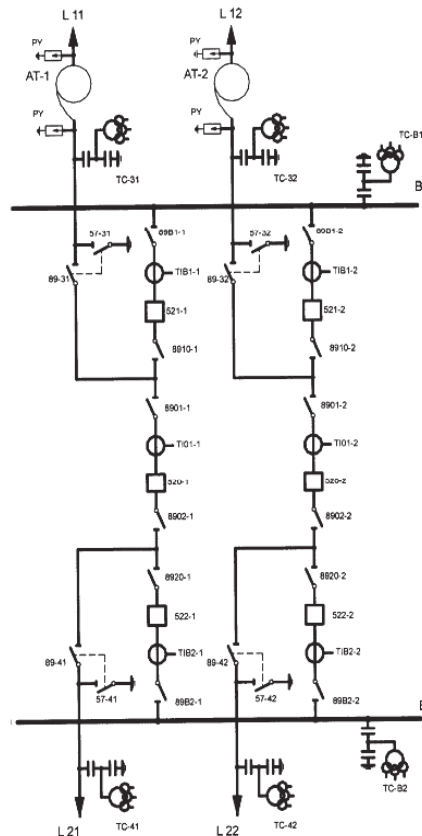 L 11
L 12
PY
PY
AT-1
AT-2
PY
PY
TC-31
TC-32
TC-B1
B
57-31
89B1-1
57-32
89B1-2
89-31
TIB1-1
89-32
TIB1-2
521-1
521-2
8910-1
8910-2
8901-1
8901-2
TI01-1
TI01-2
520-1
520-2
8902-1
8902-2
8920-1
8920-2
522-1
522-2
89-41
TIB2-1
89-42
TIB2-2
57-41
89B2-1
57-42
89B2-2
TC-B2
L 21
TC-41
L 22
TC-42